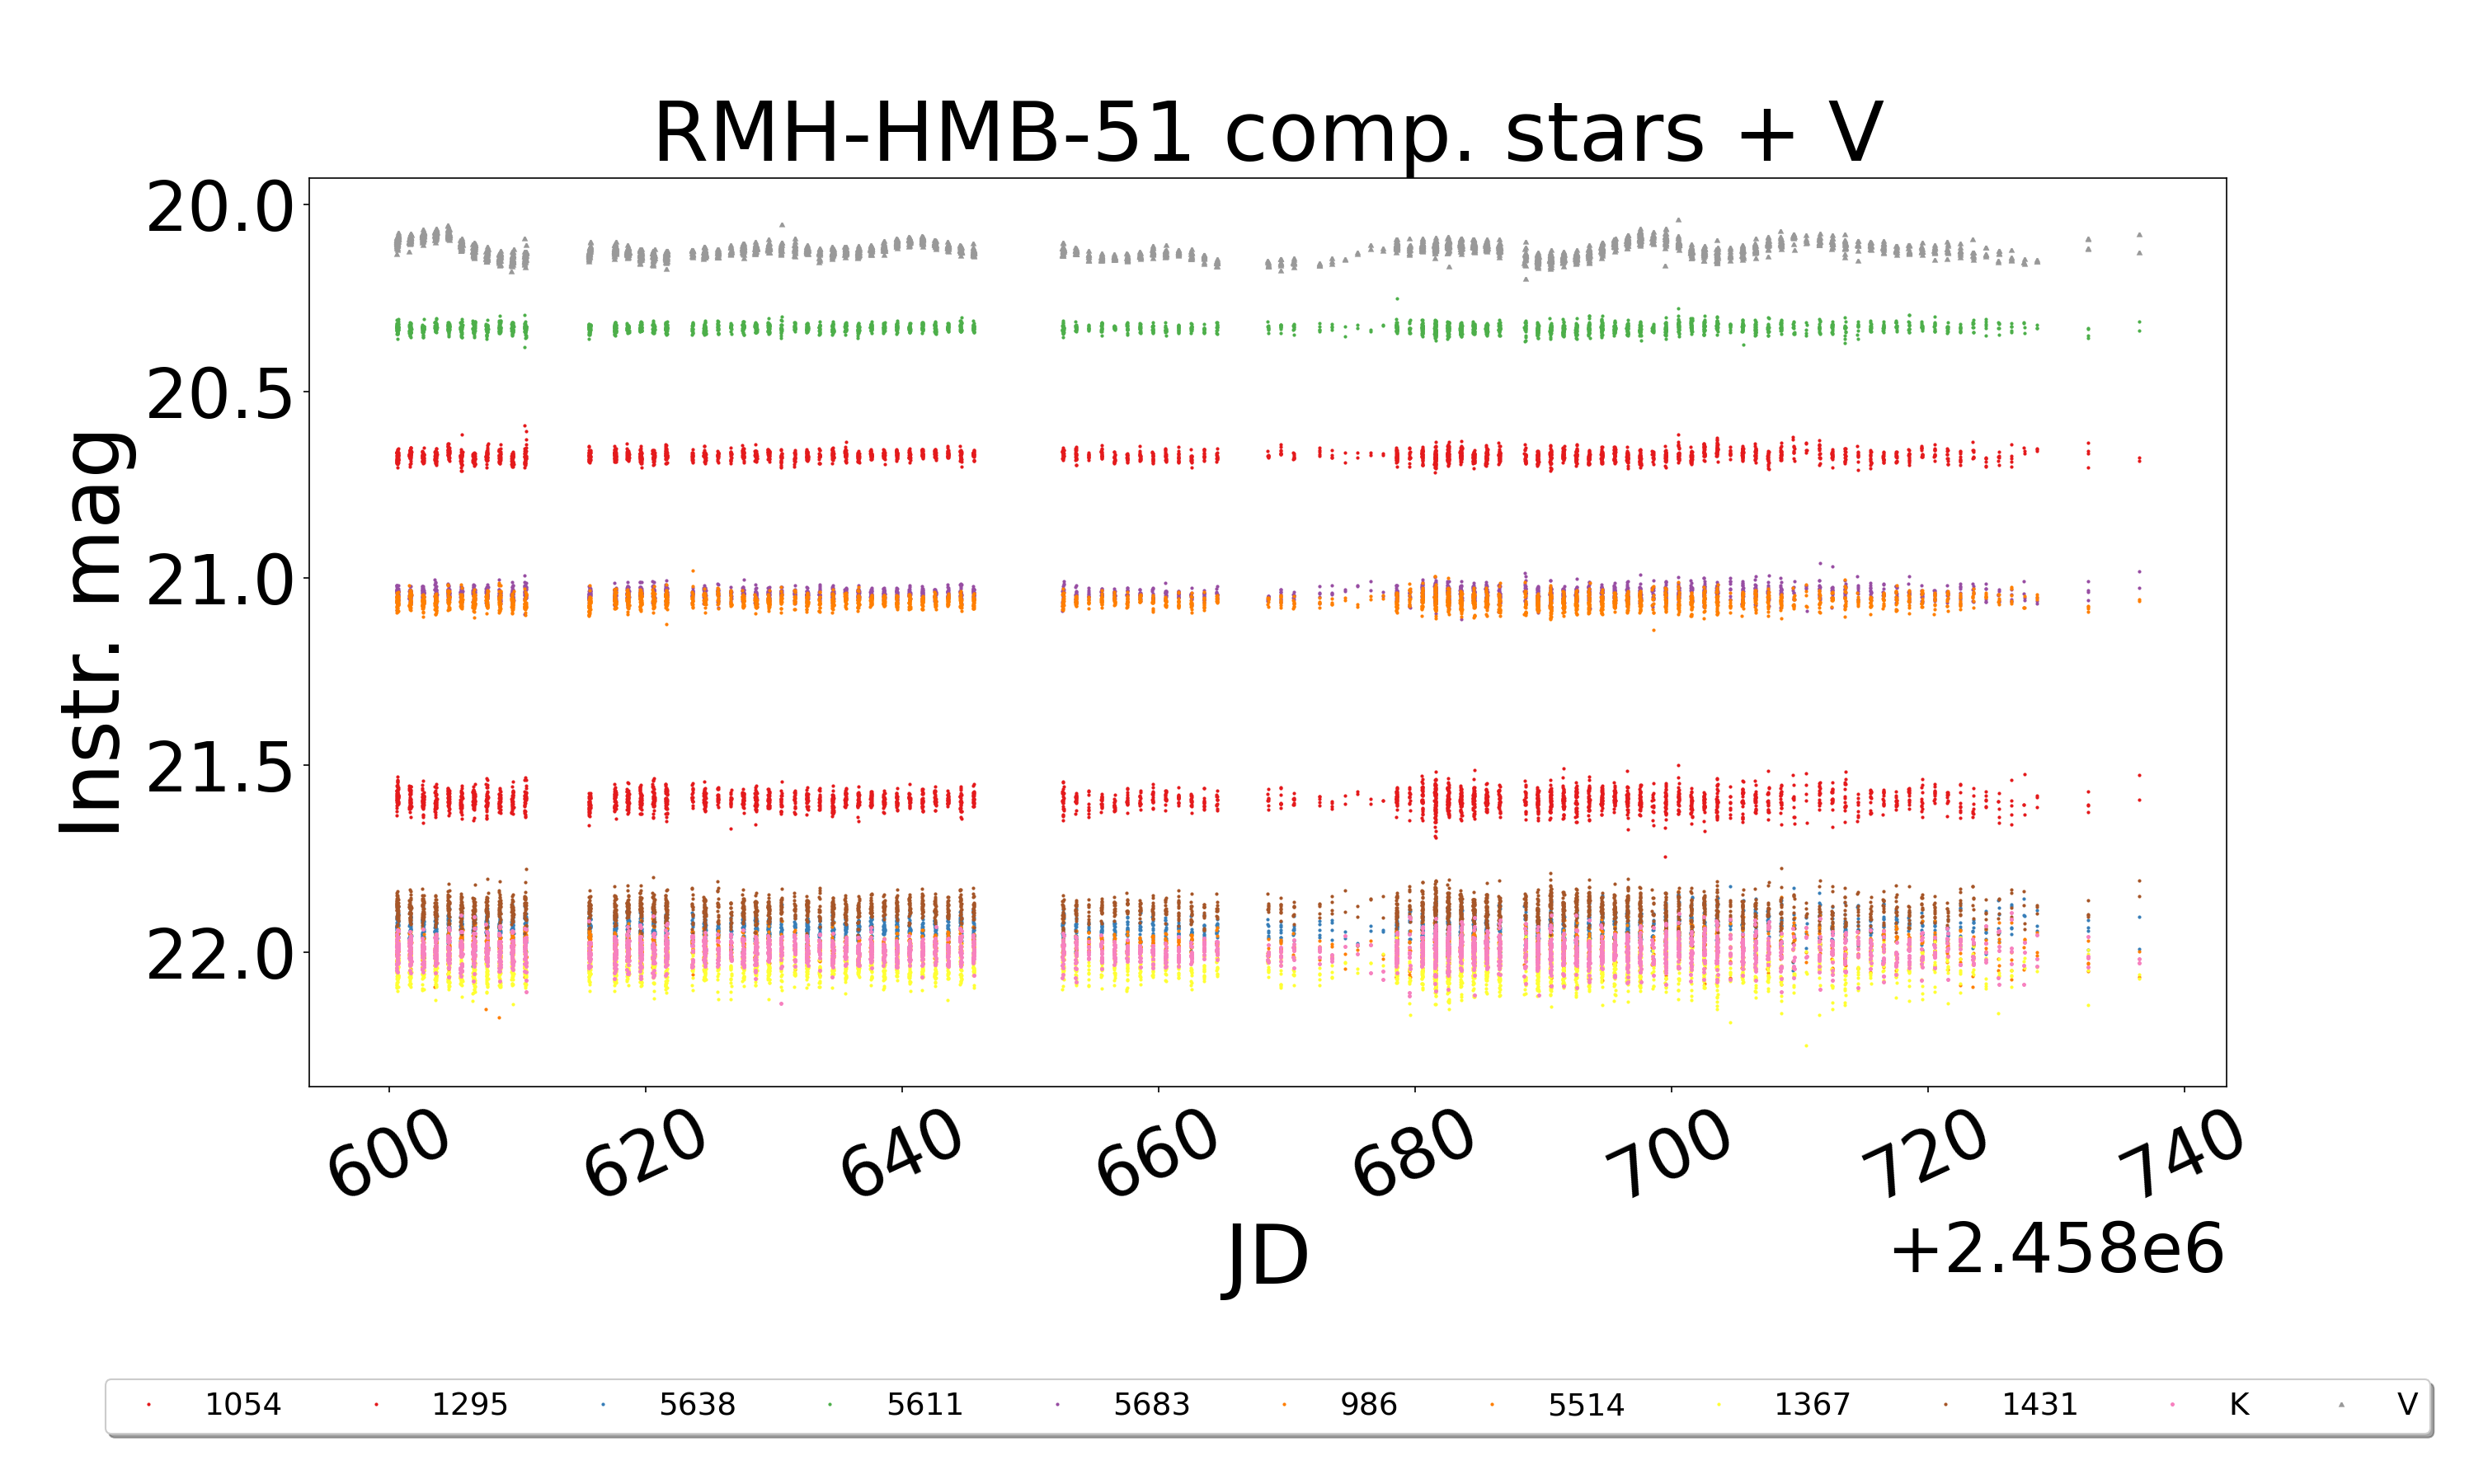 RMH-HMB-51 comp. stars + V
Instr. mag
20.0
20.5
21.0
21.5
22.0
600 620 640 660 680 700 720 740
JD
+2.458e6
1054 1295 5638 5611 5683 986 5514 1367 1431 K V